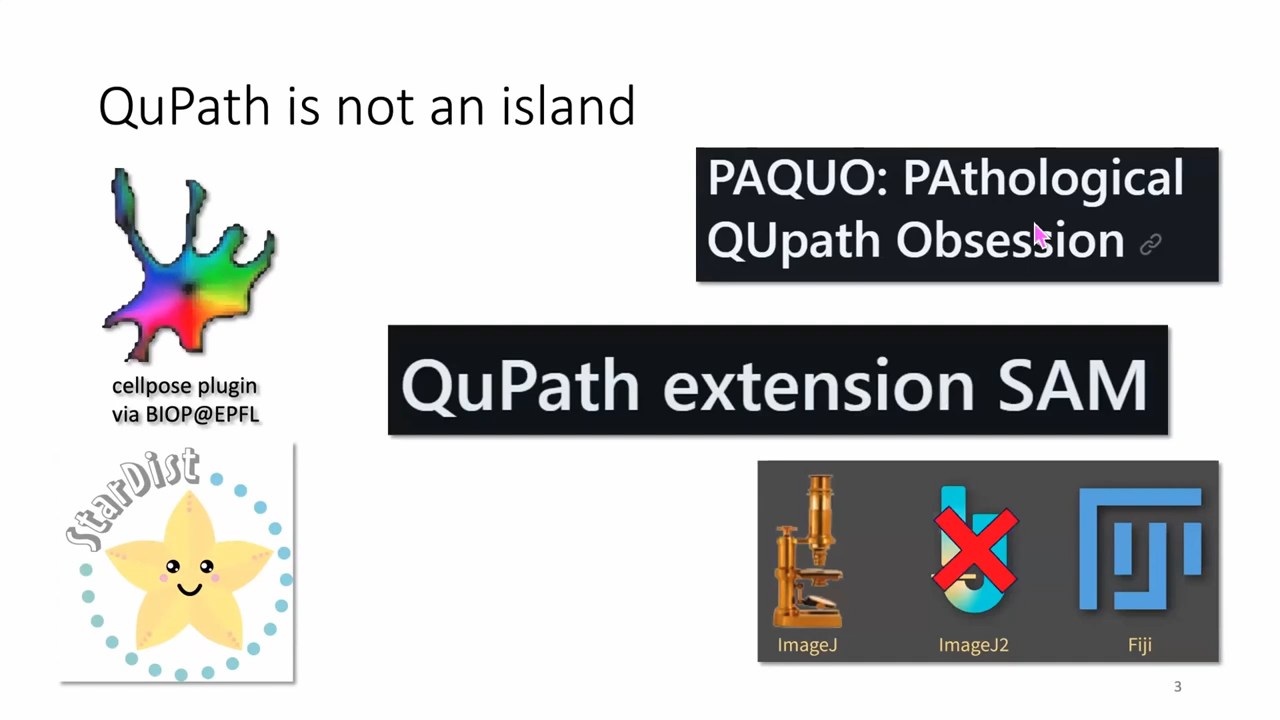 QuPath is not an island
PAQUO: PAthological
QUpath Obsession
cellpose plugin
via BIOP@EPFL
QuPath extension SAM
StarDist
ImageJ
ImageJ2
Fiji
3